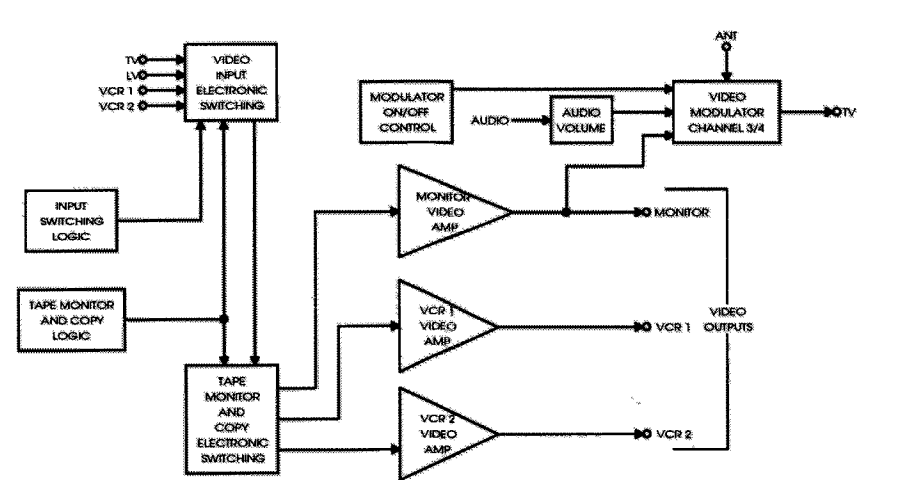 TV
LV
VCR 1
VCR 2
VIDEO
INPUT
ELECTRONIC
SWITCHING
MODULATOR
ON/OFF
CONTROL
AUDIO
AUDIO
VOLUME
ANT
VIDEO
MODULATOR
CHANNEL 3/4
TV
INPUT
SWITCHING
LOGIC
MONITOR
VIDEO
AMP
MONITOR
TAPE MONITOR
AND COPY
LOGIC
VCR 1
VIDEO
AMP
VCR 1
VIDEO
OUTPUTS
TAPE
MONITOR
AND
COPY
ELECTRONIC
SWITCHING
VCR 2
VIDEO
AMP
VCR 2